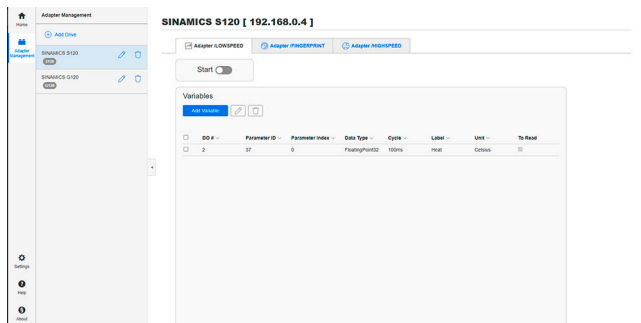 Home
Adapter
Management
Settings
Help
About
Adapter Management
Add Drive
SINAMICS S120
S120
SINAMICS G120
G120
SINAMICS S120 [ 192.168.0.4 ]
Adapter /LOWSPEED
Adapter /FINGERPRINT
Adapter /HIGHSPEED
Start
Variables
Add Variable
DO # Parameter ID Parameter Index Data Type Cycle Label Unit To Read
2 37 0 FloatingPoint32 100ms Heat Celsius